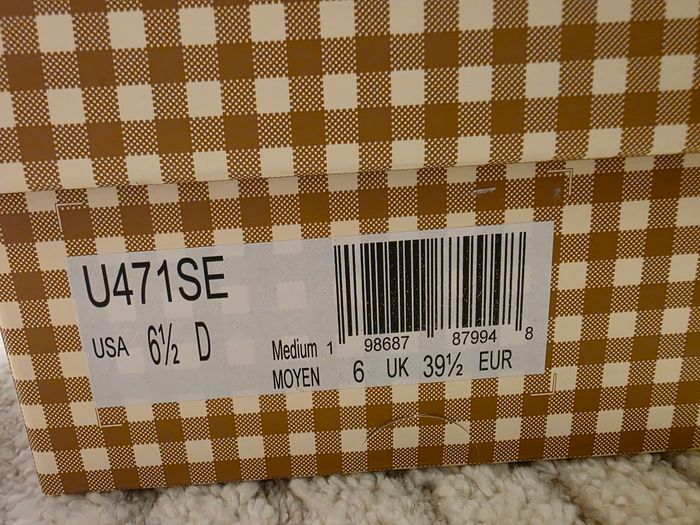 U471SE
USA 6½ D
Medium
MOYEN
1 98687 87994 8
6 UK 39½ EUR